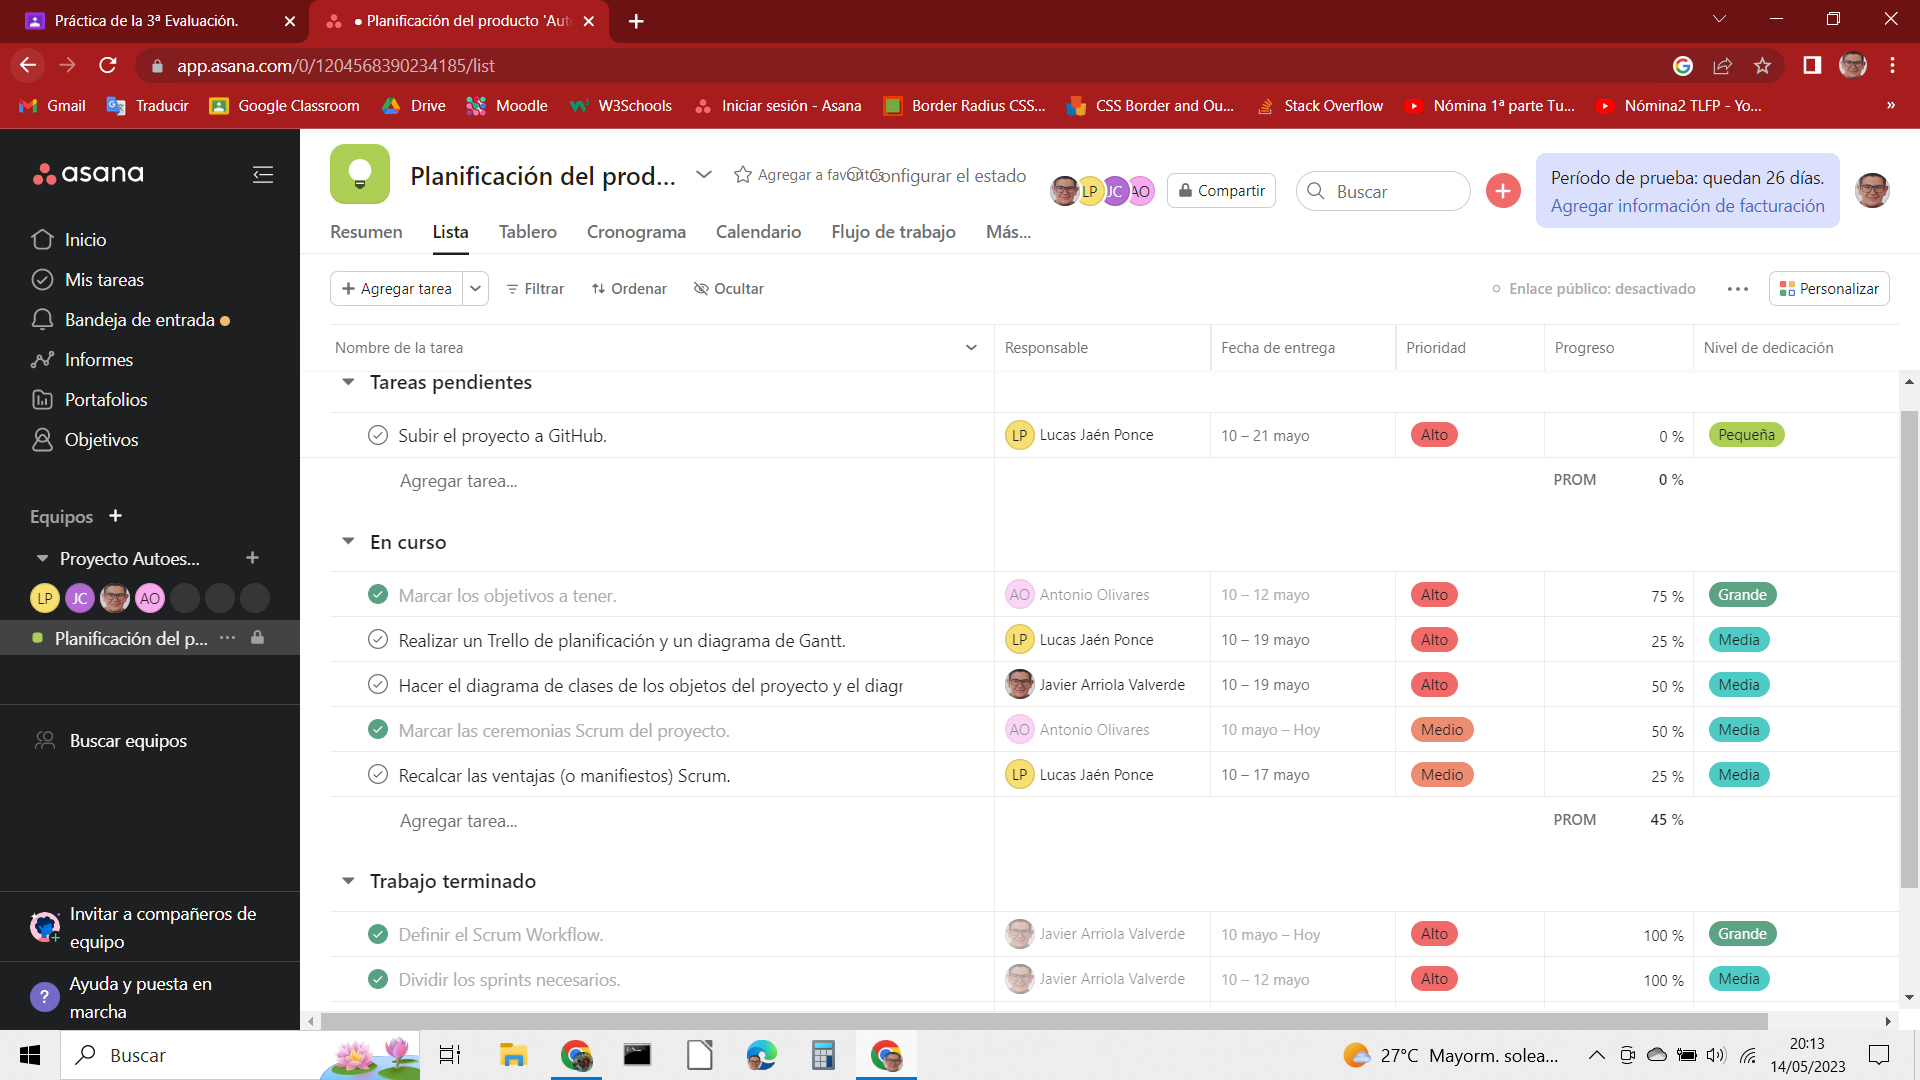 Práctica de la 3ª Evaluación.
• Planificación del producto 'Aut
app.asana.com/0/1204568390234185/list
Gmail
Traducir
Google Classroom
Drive
Moodle
W3Schools
Iniciar sesión - Asana
Border Radius CSS...
CSS Border and Ou...
Stack Overflow
Nómina 1ª parte Tu...
Nómina2 TLFP - Yo...
»
asana
Inicio
Mis tareas
Bandeja de entrada
Informes
Portafolios
Objetivos
Equipos +
Proyecto Autoes... +
LP JC AO
Planificación del p... ...
Buscar equipos
Invitar a compañeros de
equipo
? Ayuda y puesta en
marcha
Planificación del prod...
Agregar a favoritos
Configurar el estado
LP JC AO
Compartir
Buscar
Período de prueba: quedan 26 días.
Agregar información de facturación
Resumen Lista Tablero Cronograma Calendario Flujo de trabajo Más...
+ Agregar tarea Filtrar Ordenar Ocultar
Enlace público: desactivado ... Personalizar
Nombre de la tarea Responsable Fecha de entrega Prioridad Progreso Nivel de dedicación
Tareas pendientes
Subir el proyecto a GitHub. LP Lucas Jaén Ponce 10 – 21 mayo Alto 0 % Pequeña
Agregar tarea... PROM 0 %
En curso
Marcar los objetivos a tener. AO Antonio Olivares 10 – 12 mayo Alto 75 % Grande
Realizar un Trello de planificación y un diagrama de Gantt. LP Lucas Jaén Ponce 10 – 19 mayo Alto 25 % Media
Hacer el diagrama de clases de los objetos del proyecto y el diagr Javier Arriola Valverde 10 – 19 mayo Alto 50 % Media
Marcar las ceremonias Scrum del proyecto. AO Antonio Olivares 10 mayo – Hoy Medio 50 % Media
Recalcar las ventajas (o manifiestos) Scrum. LP Lucas Jaén Ponce 10 – 17 mayo Medio 25 % Media
Agregar tarea... PROM 45 %
Trabajo terminado
Definir el Scrum Workflow. Javier Arriola Valverde 10 mayo – Hoy Alto 100 % Grande
Dividir los sprints necesarios. Javier Arriola Valverde 10 – 12 mayo Alto 100 % Media
Buscar
27°C Mayorm. solea...
20:13
14/05/2023